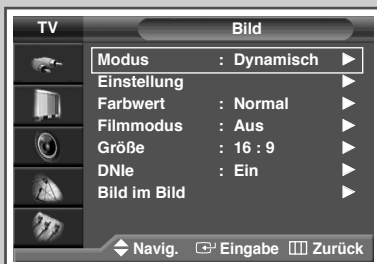 TV Bild
Modus : Dynamisch
Einstellung
Farbwert : Normal
Filmmodus : Aus
Größe : 16 : 9
DNIe : Ein
Bild im Bild
Navig. Eingabe Zurück